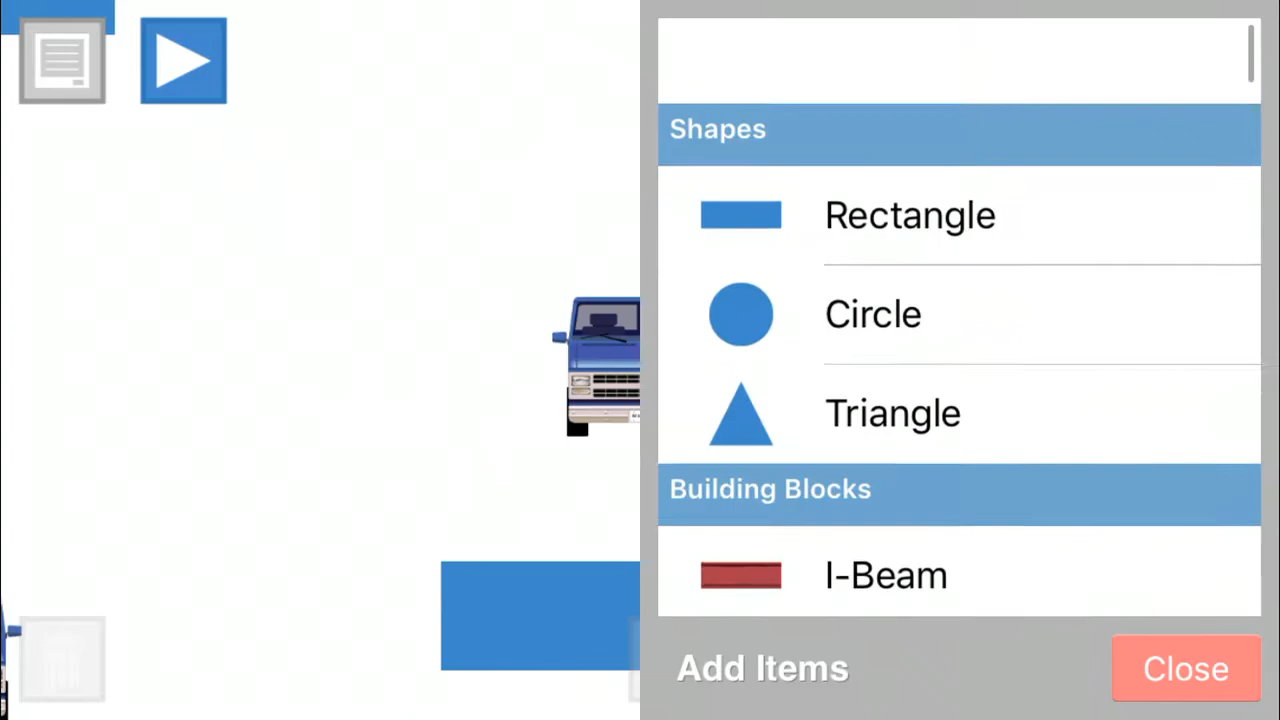 Shapes
Rectangle
Circle
Triangle
Building Blocks
I-Beam
Add Items
Close